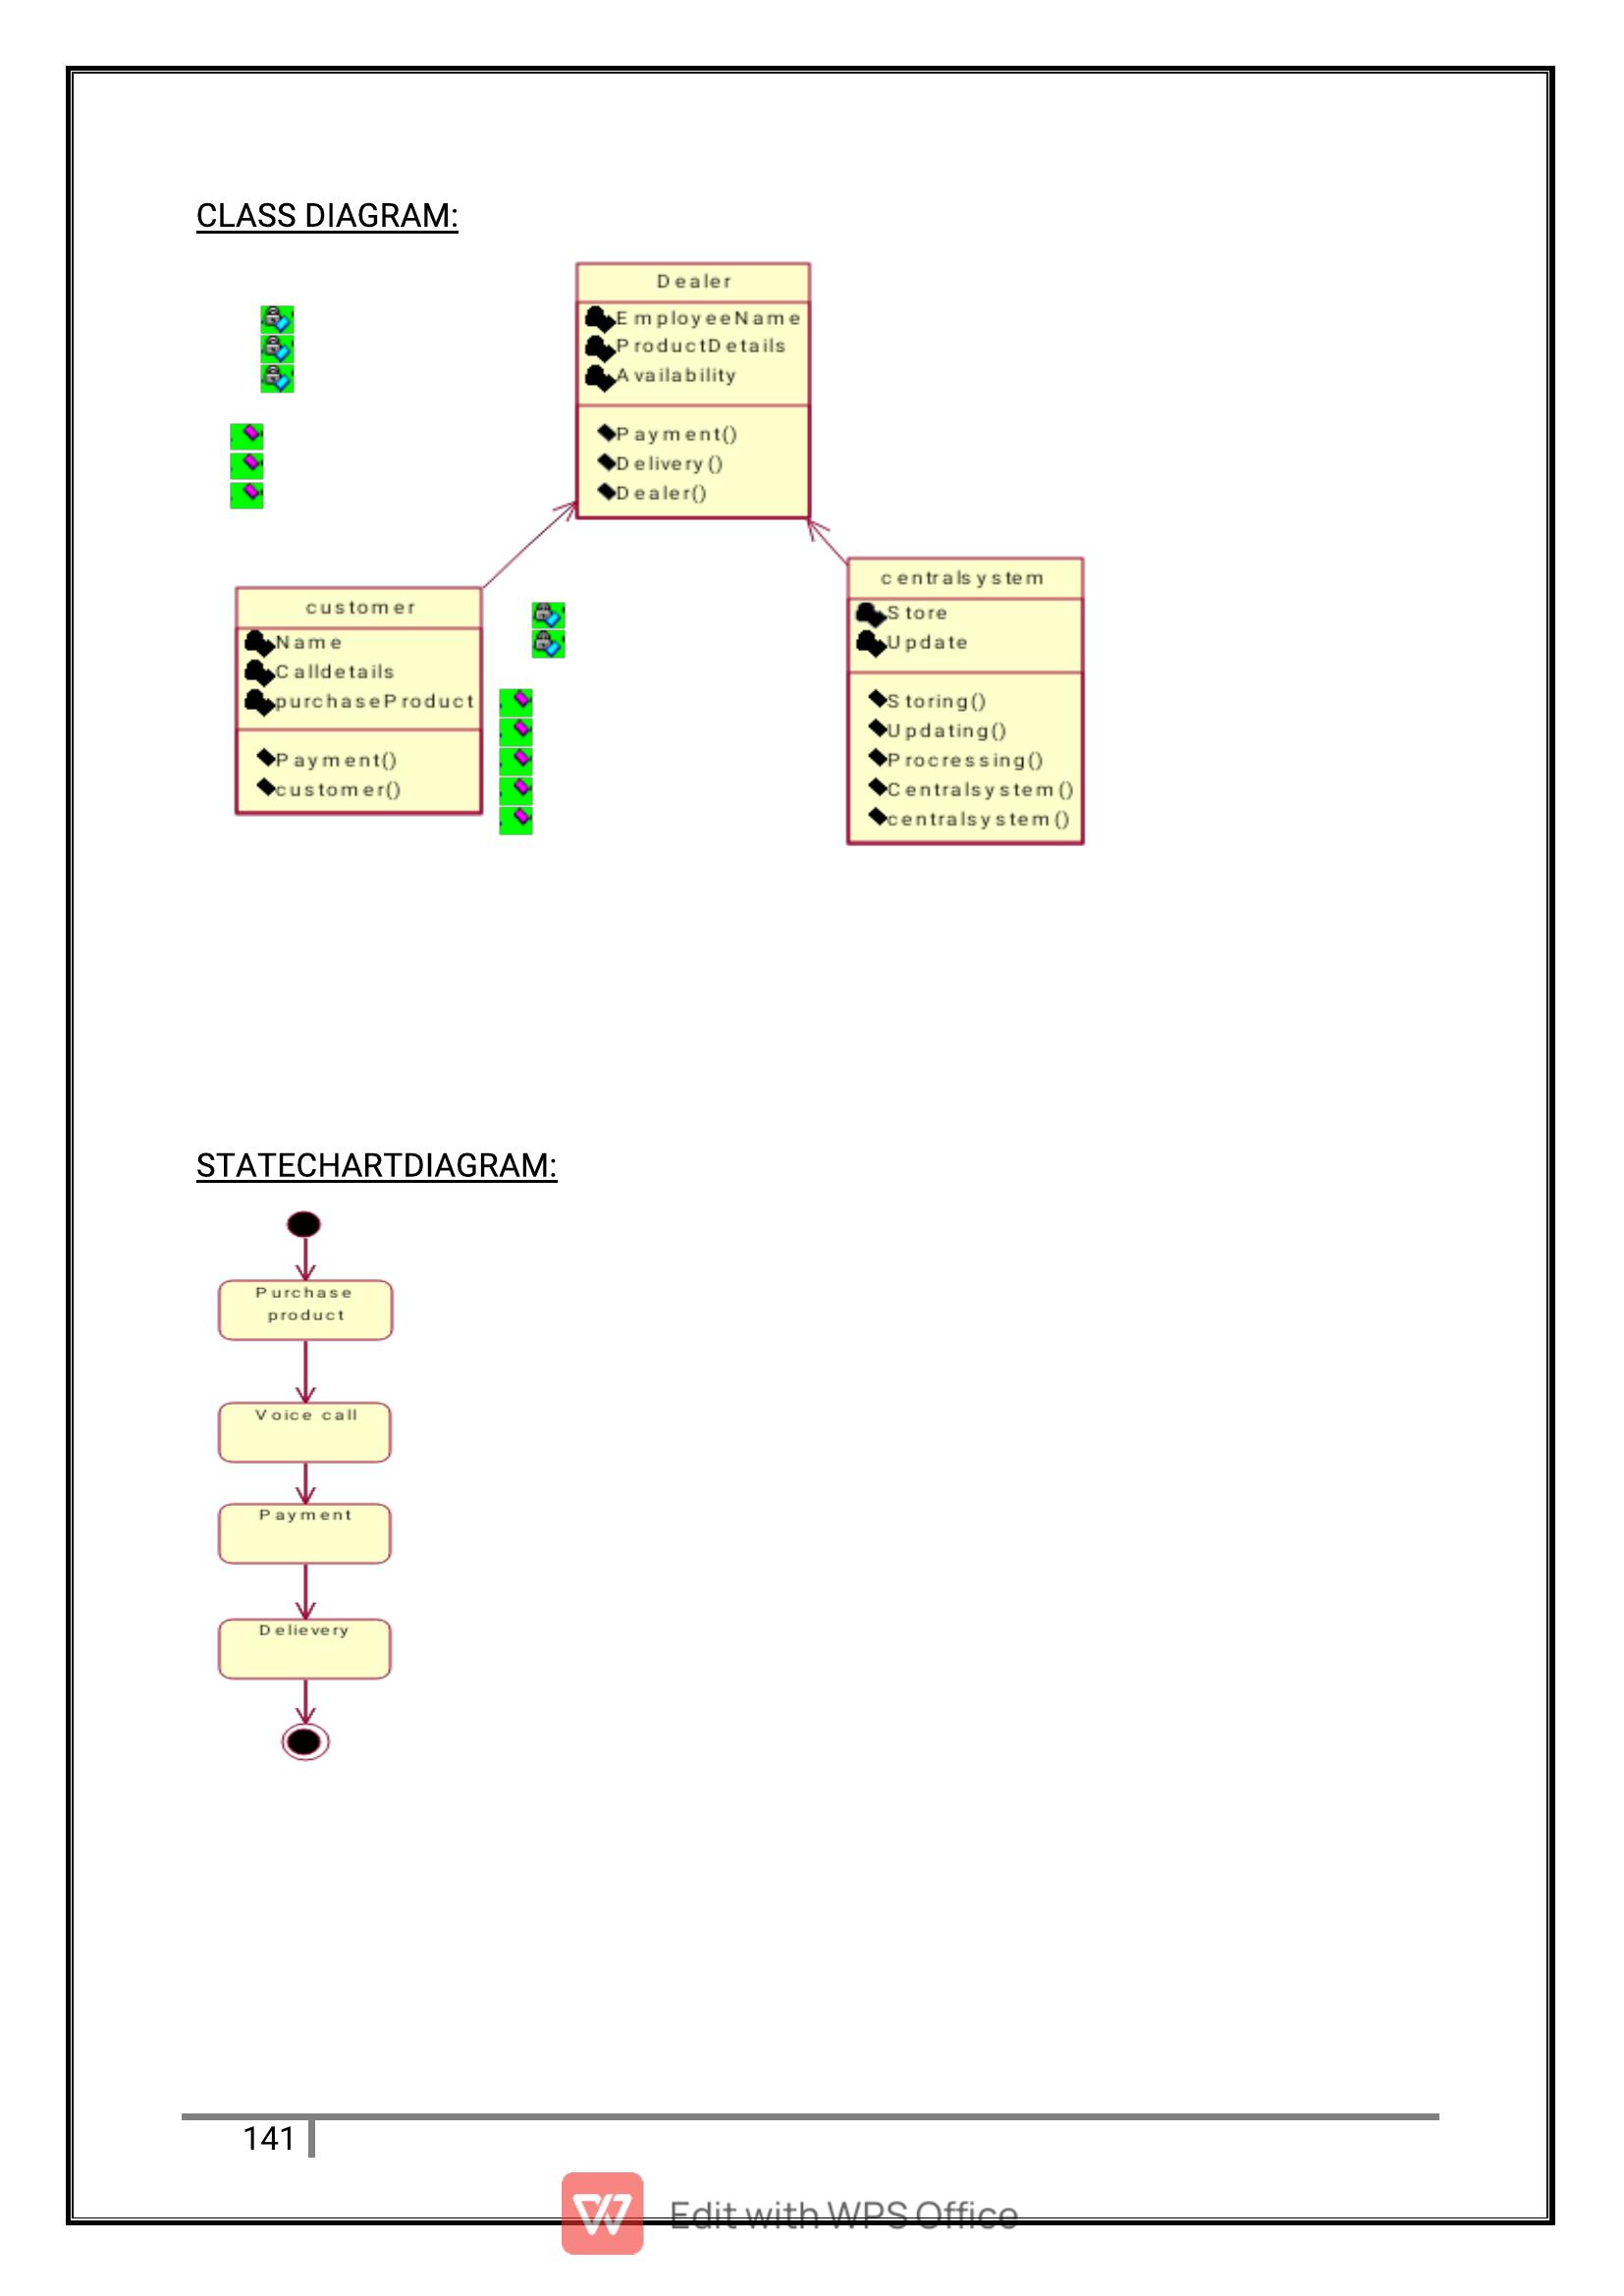 CLASS DIAGRAM:
Dealer
EmployeeName
ProductDetails
Availability
Payment()
Delivery()
Dealer()
customer
Name
Calldetails
purchaseProduct
Payment()
customer()
centralsystem
Store
Update
Storing()
Updating()
Procressing()
Centralsystem()
centralsystem()
STATECHARTDIAGRAM:
Purchase
product
Voice call
Payment
Delievery
141
Edit with WPS Office